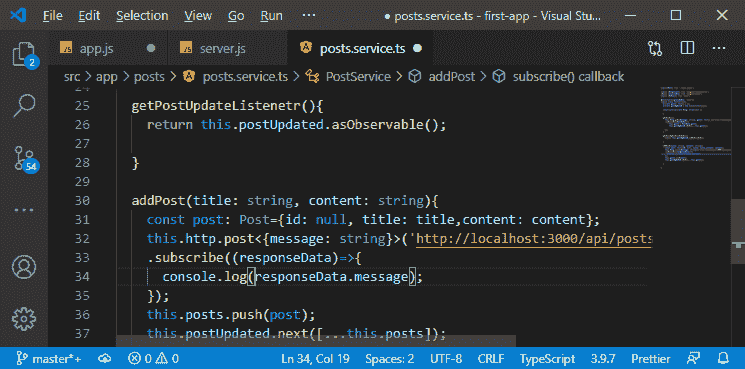 File Edit Selection View Go Run ... posts.service.ts - first-app - Visual Stu...
app.js server.js posts.service.ts
src > app > posts > posts.service.ts > PostService > addPost > subscribe() callback
24
25 getPostUpdateListenetr(){
26 return this.postUpdated.asObservable();
27
28 }
29
30 addPost(title: string, content: string){
31 const post: Post={id: null, title: title,content: content};
32 this.http.post<{message: string}>('http://localhost:3000/api/posts
33 .subscribe((responseData)=>{
34 console.log(responseData.message);
35 });
36 this.posts.push(post);
37 this.postUpdated.next([...this.posts]);
2
54
master*+ 0 0 Ln 34, Col 19 Spaces: 2 UTF-8 CRLF TypeScript 3.9.7 Prettier